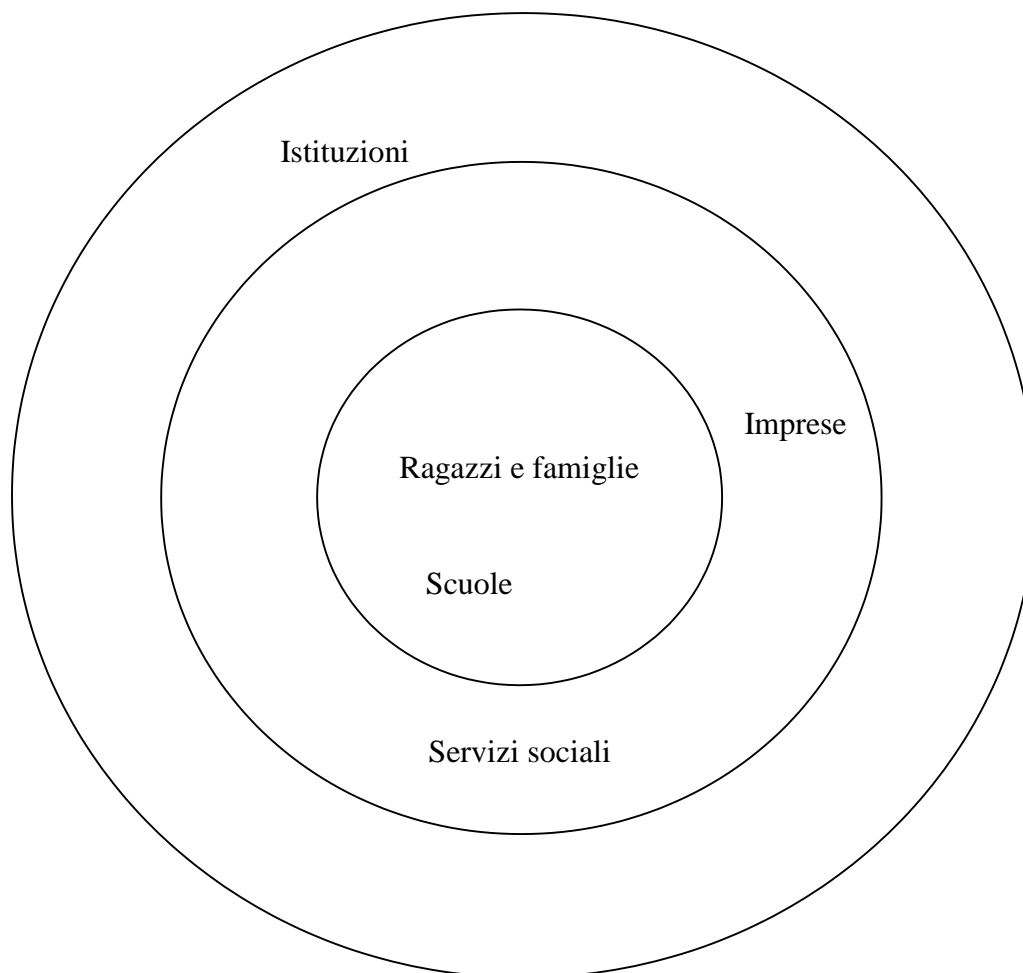 Istituzioni
Imprese
Ragazzi e famiglie
Scuole
Servizi sociali